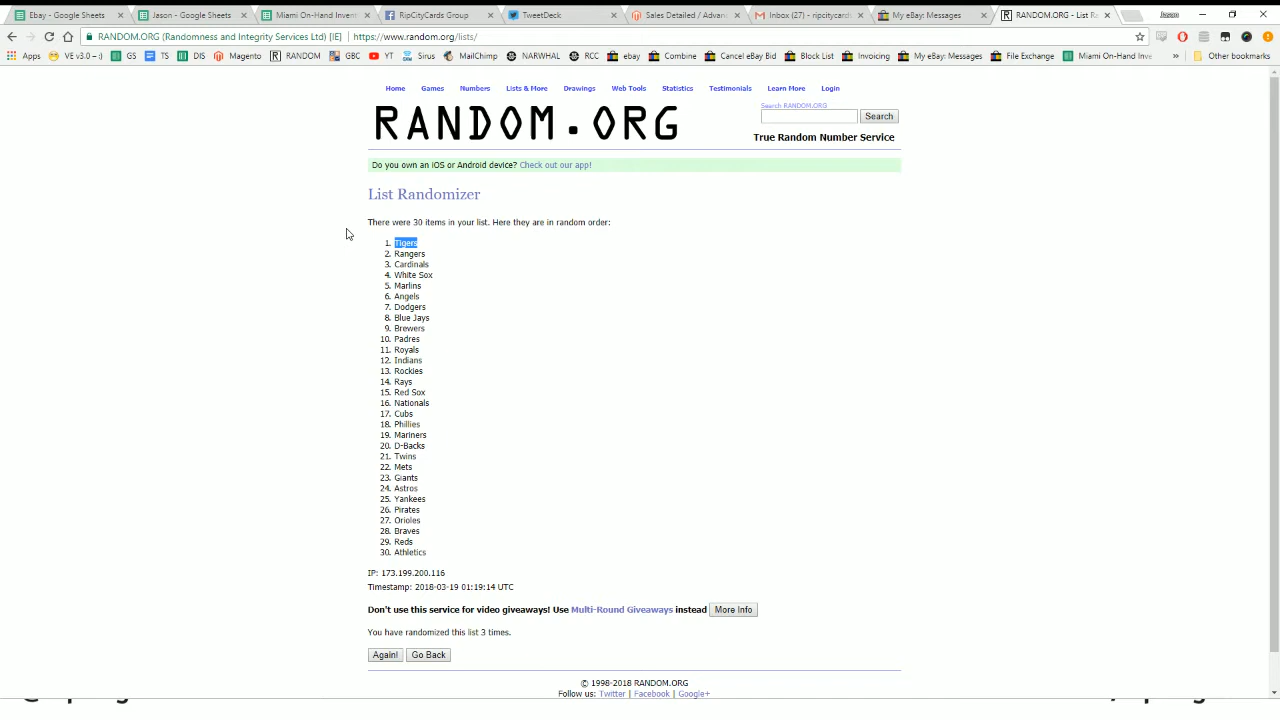 Ebay - Google Sheets
Jason - Google Sheets
Miami On-Hand Invent
RipCityCards Group
TweetDeck
Sales Detailed / Advan
Inbox (27) - ripcitycard
My eBay: Messages
RANDOM.ORG - List Ra
Jason
RANDOM.ORG (Randomness and Integrity Services Ltd) [IE] | https://www.random.org/lists/
Apps VE v3.0 – :) GS TS DIS Magento RANDOM GBC YT Sirus MailChimp NARWHAL RCC ebay Combine Cancel eBay Bid Block List Invoicing My eBay: Messages File Exchange Miami On-Hand Inve » Other bookmarks
Home Games Numbers Lists & More Drawings Web Tools Statistics Testimonials Learn More Login
Search RANDOM.ORG
RANDOM.ORG
Search
True Random Number Service
Do you own an iOS or Android device? Check out our app!
List Randomizer
There were 30 items in your list. Here they are in random order:
1. Tigers
2. Rangers
3. Cardinals
4. White Sox
5. Marlins
6. Angels
7. Dodgers
8. Blue Jays
9. Brewers
10. Padres
11. Royals
12. Indians
13. Rockies
14. Rays
15. Red Sox
16. Nationals
17. Cubs
18. Phillies
19. Mariners
20. D-Backs
21. Twins
22. Mets
23. Giants
24. Astros
25. Yankees
26. Pirates
27. Orioles
28. Braves
29. Reds
30. Athletics
IP: 173.199.200.116
Timestamp: 2018-03-19 01:19:14 UTC
Don't use this service for video giveaways! Use Multi-Round Giveaways instead More Info
You have randomized this list 3 times.
Again! Go Back
© 1998-2018 RANDOM.ORG
Follow us: Twitter | Facebook | Google+